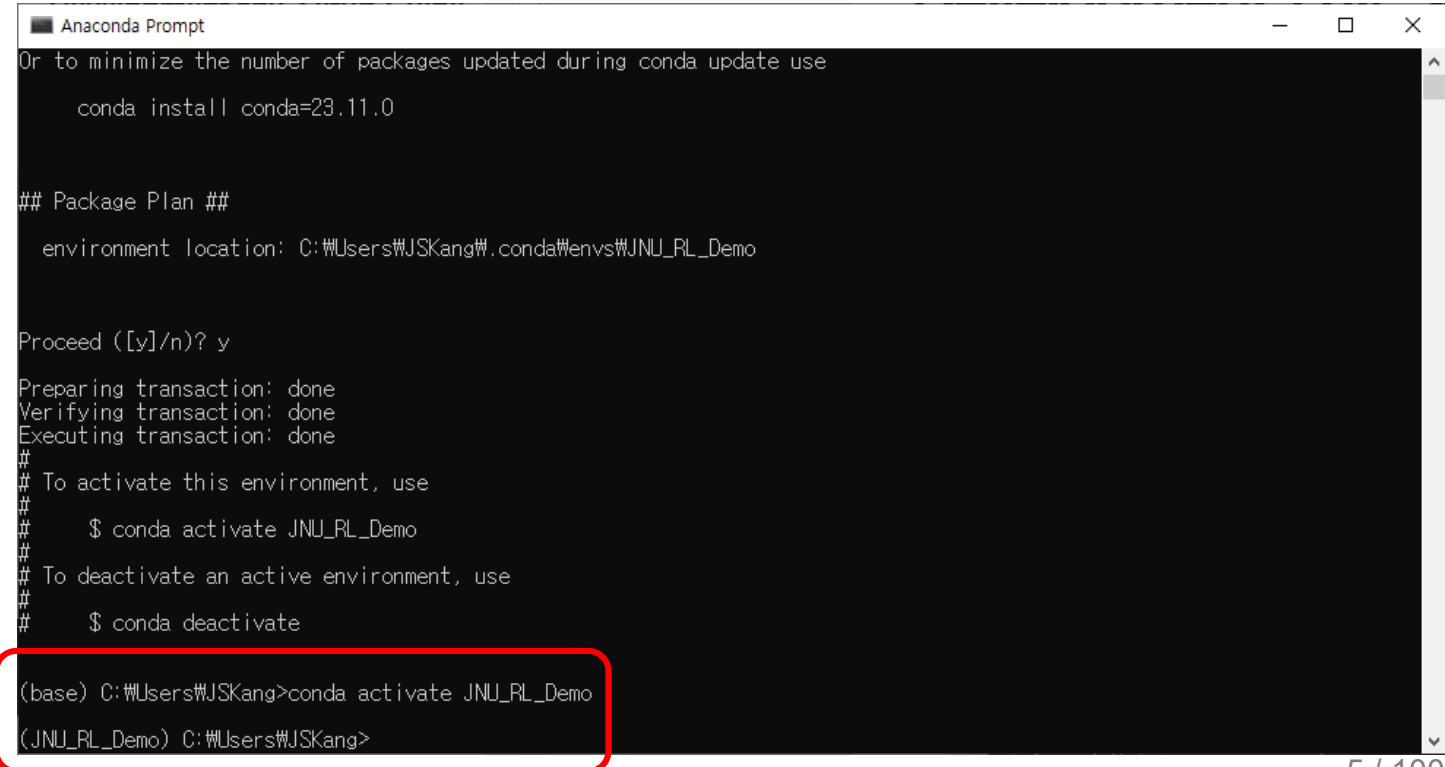 Anaconda Prompt
Or to minimize the number of packages updated during conda update use
conda install conda=23.11.0
## Package Plan ##
environment location: C:₩Users₩JSKang₩.conda₩envs₩JNU_RL_Demo
Proceed ([y]/n)? y
Preparing transaction: done
Verifying transaction: done
Executing transaction: done
#
# To activate this environment, use
#
#     $ conda activate JNU_RL_Demo
#
# To deactivate an active environment, use
#
#     $ conda deactivate
(base) C:₩Users₩JSKang>conda activate JNU_RL_Demo
(JNU_RL_Demo) C:₩Users₩JSKang>